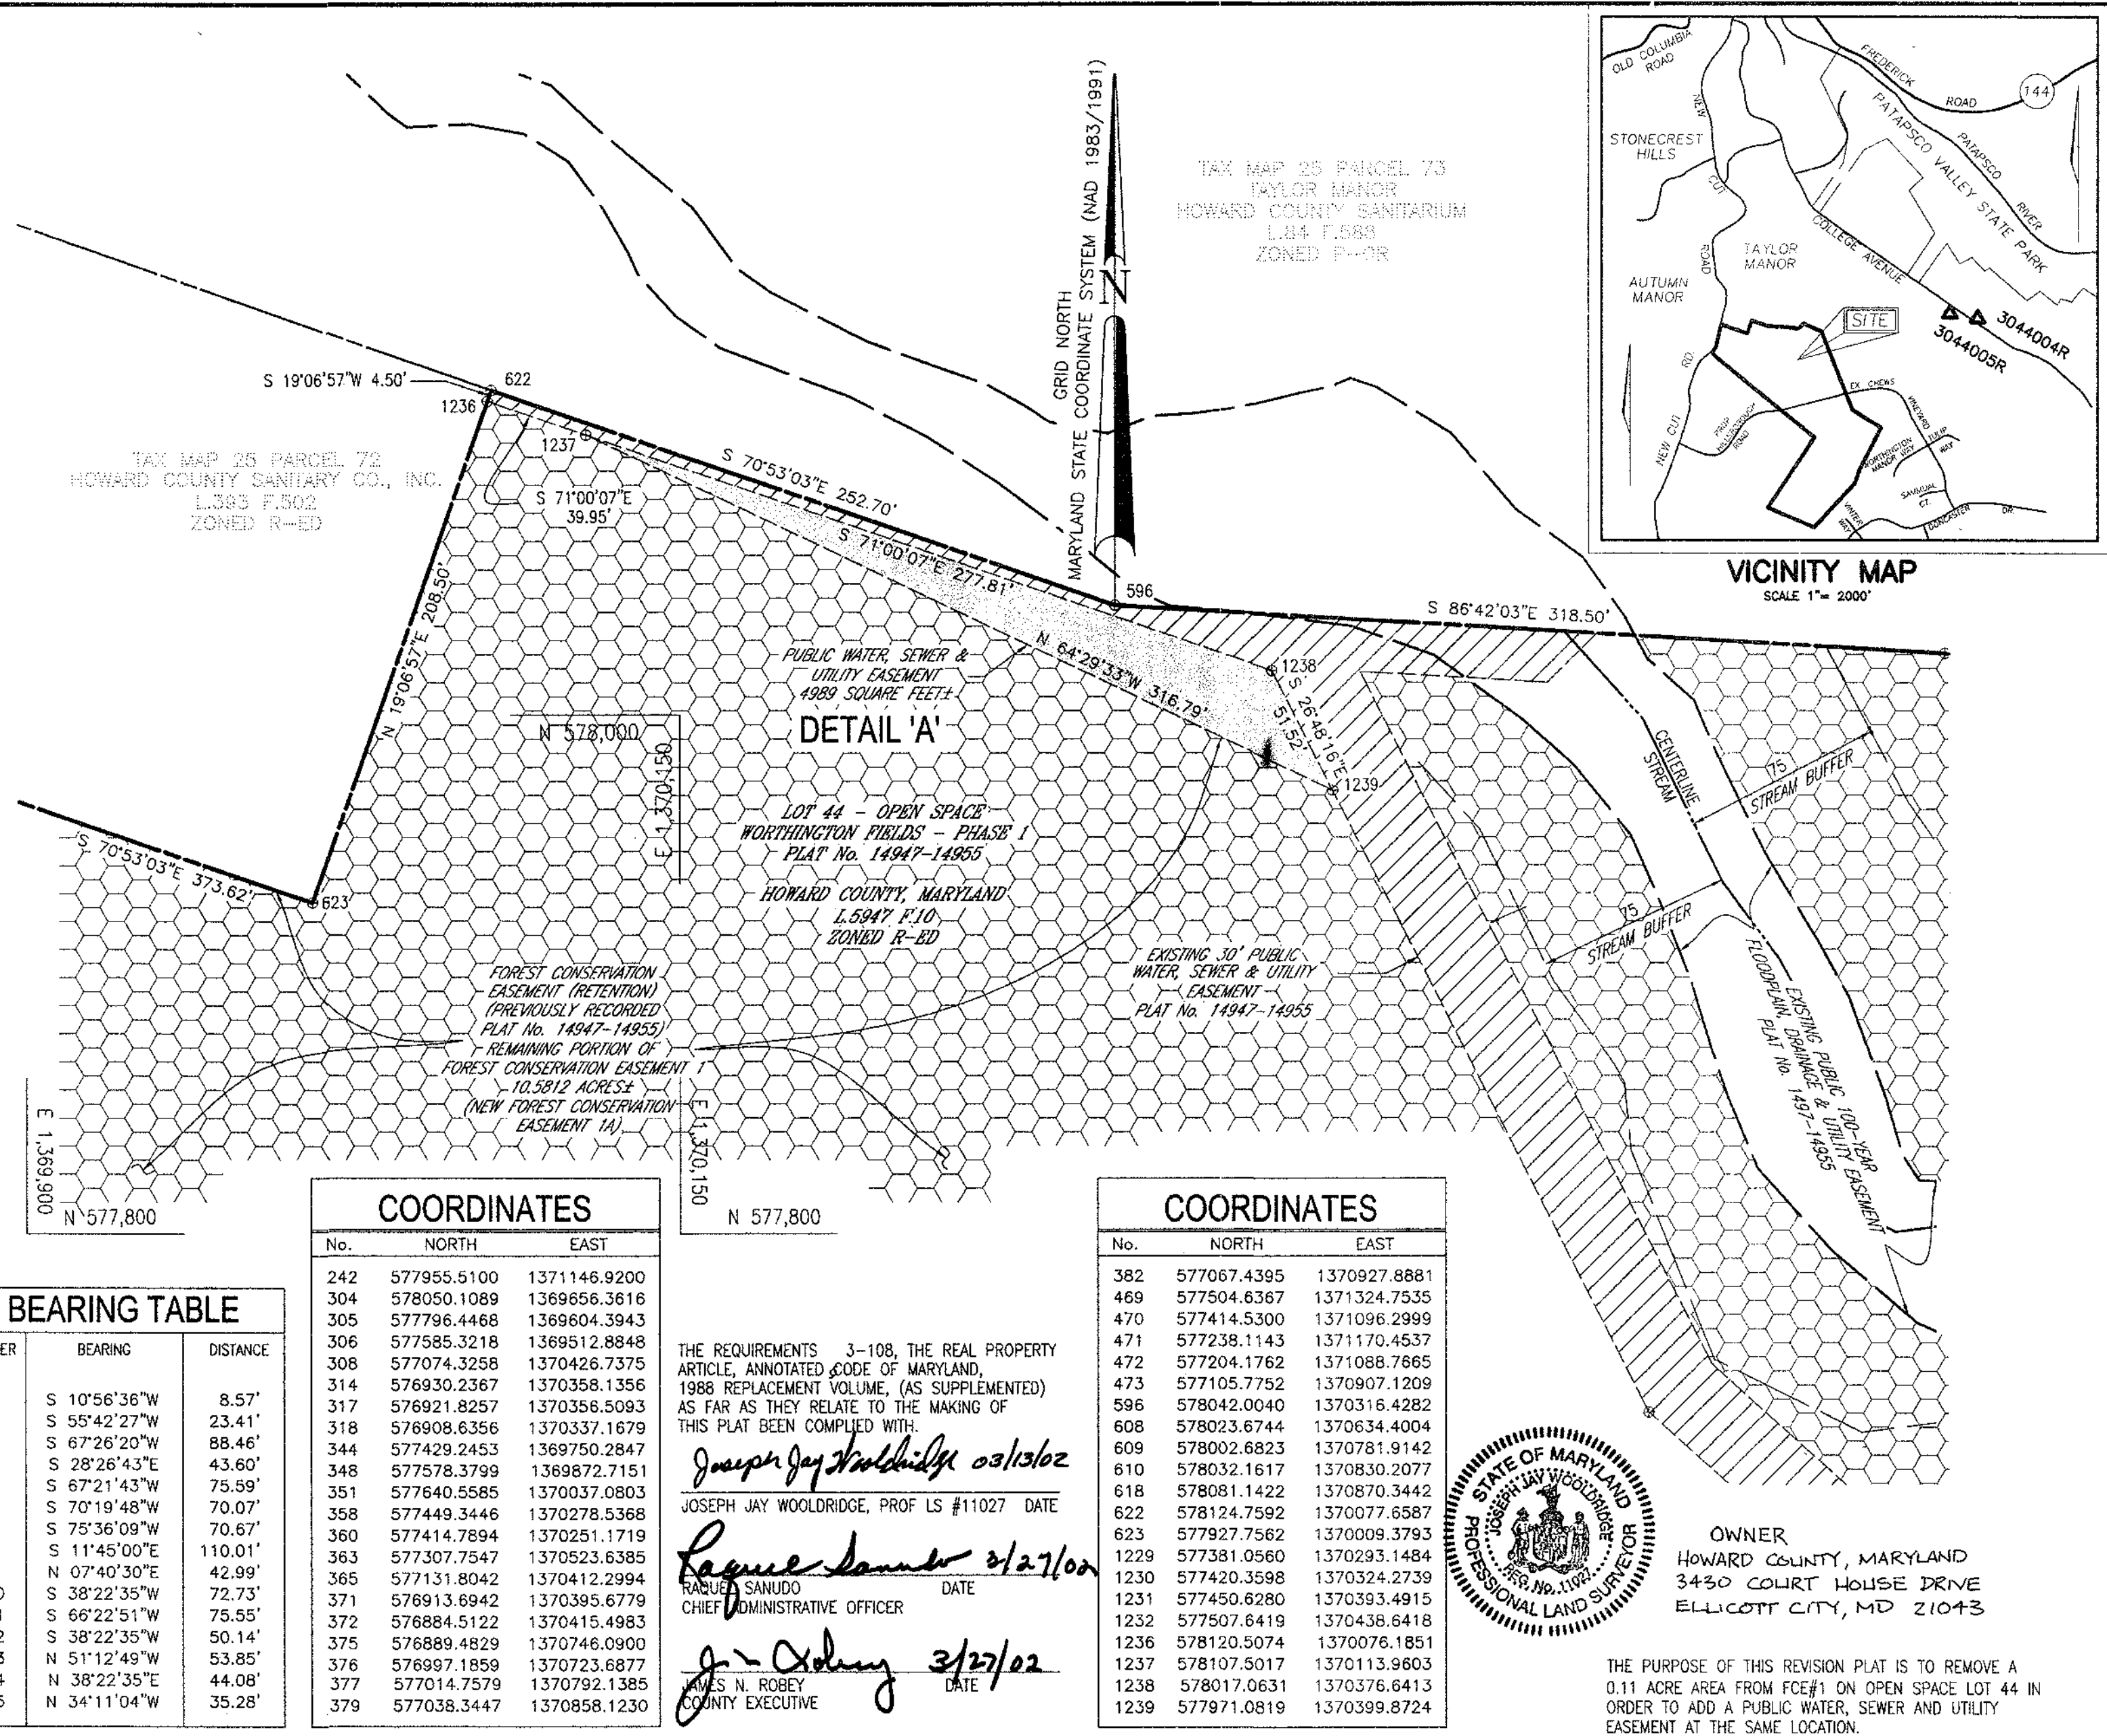 GRID NORTH
MARYLAND STATE COORDINATE SYSTEM (NAD 1983/1991)
N
TAX MAP 25 PARCEL 73
TAYLOR MANOR
HOWARD COUNTY SANITARIUM
L.84 F.588
ZONED P-OR
OLD COLUMBIA
ROAD
FREDERICK
ROAD
144
PATAPSCO VALLEY STATE PARK
PATAPSCO
RIVER
STONECREST
HILLS
NEW
CUT
ROAD
COLLEGE AVENUE
TAYLOR
MANOR
AUTUMN
MANOR
SITE
3044004R
3044005R
RD.
NEW CUT
EX. CHEWS
VINEYARD
PROP
HILLSBOROUGH
ROAD
WORTHINGTON
MANOR WAY
TULIP
WAY
SAMMUAL
CT.
VINTER
WAY
DONCASTER
DR.
VICINITY MAP
SCALE 1"= 2000'
S 19°06'57"W 4.50'
622
1236
1237
TAX MAP 25 PARCEL 72
HOWARD COUNTY SANITARY CO., INC.
L.393 F.502
ZONED R-ED
S 71°00'07"E
39.95'
S 70°53'03"E 252.70'
S 71°00'07"E 277.81'
596
S 86°42'03"E 318.50'
N 19°06'57"E 208.50'
N 64°29'33"W 316.79'
1238
S 26°48'16"E
51.52'
1239
PUBLIC WATER, SEWER &
UTILITY EASEMENT
4989 SQUARE FEET±
DETAIL 'A'
N 578,000
E 1,370,150
LOT 44 - OPEN SPACE
WORTHINGTON FIELDS - PHASE 1
PLAT No. 14947-14955
HOWARD COUNTY, MARYLAND
L.5947 F.10
ZONED R-ED
CENTERLINE
STREAM
75
STREAM BUFFER
75
STREAM BUFFER
S 70°53'03"E 373.62'
623
FOREST CONSERVATION
EASEMENT (RETENTION)
(PREVIOUSLY RECORDED
PLAT No. 14947-14955)
REMAINING PORTION OF
FOREST CONSERVATION EASEMENT 1
10.5812 ACRES±
(NEW FOREST CONSERVATION
EASEMENT 1A)
EXISTING 30' PUBLIC
WATER, SEWER & UTILITY
EASEMENT
PLAT No. 14947-14955
EXISTING PUBLIC 100-YEAR
FLOODPLAIN, DRAINAGE & UTILITY EASEMENT
PLAT No. 1497-14955
E 1,369,900
N 577,800
E 1,370,150
N 577,800
BEARING TABLE
ER BEARING DISTANCE
S 10°56'36"W 8.57'
S 55°42'27"W 23.41'
S 67°26'20"W 88.46'
S 28°26'43"E 43.60'
S 67°21'43"W 75.59'
S 70°19'48"W 70.07'
S 75°36'09"W 70.67'
S 11°45'00"E 110.01'
N 07°40'30"E 42.99'
S 38°22'35"W 72.73'
S 66°22'51"W 75.55'
2 S 38°22'35"W 50.14'
3 N 51°12'49"W 53.85'
4 N 38°22'35"E 44.08'
5 N 34°11'04"W 35.28'
COORDINATES
No. NORTH EAST
242 577955.5100 1371146.9200
304 578050.1089 1369656.3616
305 577796.4468 1369604.3943
306 577585.3218 1369512.8848
308 577074.3258 1370426.7375
314 576930.2367 1370358.1356
317 576921.8257 1370356.5093
318 576908.6356 1370337.1679
344 577429.2453 1369750.2847
348 577578.3799 1369872.7151
351 577640.5585 1370037.0803
358 577449.3446 1370278.5368
360 577414.7894 1370251.1719
363 577307.7547 1370523.6385
365 577131.8042 1370412.2994
371 576913.6942 1370395.6779
372 576884.5122 1370415.4983
375 576889.4829 1370746.0900
376 576997.1859 1370723.6877
377 577014.7579 1370792.1385
379 577038.3447 1370858.1230
THE REQUIREMENTS 3-108, THE REAL PROPERTY
ARTICLE, ANNOTATED CODE OF MARYLAND,
1988 REPLACEMENT VOLUME, (AS SUPPLEMENTED)
AS FAR AS THEY RELATE TO THE MAKING OF
THIS PLAT BEEN COMPLIED WITH.
Joseph Jay Wooldridge 03/13/02
JOSEPH JAY WOOLDRIDGE, PROF LS #11027 DATE
Raquel Sanudo 3/27/02
RAQUEL SANUDO DATE
CHIEF ADMINISTRATIVE OFFICER
3/27/02
JAMES N. ROBEY DATE
COUNTY EXECUTIVE
COORDINATES
No. NORTH EAST
382 577067.4395 1370927.8881
469 577504.6367 1371324.7535
470 577414.5300 1371096.2999
471 577238.1143 1371170.4537
472 577204.1762 1371088.7665
473 577105.7752 1370907.1209
596 578042.0040 1370316.4282
608 578023.6744 1370634.4004
609 578002.6823 1370781.9142
610 578032.1617 1370830.2077
618 578081.1422 1370870.3442
622 578124.7592 1370077.6587
623 577927.7562 1370009.3793
1229 577381.0560 1370293.1484
1230 577420.3598 1370324.2739
1231 577450.6280 1370393.4915
1232 577507.6419 1370438.6418
1236 578120.5074 1370076.1851
1237 578107.5017 1370113.9603
1238 578017.0631 1370376.6413
1239 577971.0819 1370399.8724
STATE OF MARYLAND
JOSEPH JAY WOOLDRIDGE
REG. No. 11027
PROFESSIONAL LAND SURVEYOR
OWNER
HOWARD COUNTY, MARYLAND
3430 COURT HOUSE DRIVE
ELLICOTT CITY, MD 21043
THE PURPOSE OF THIS REVISION PLAT IS TO REMOVE A
0.11 ACRE AREA FROM FCE#1 ON OPEN SPACE LOT 44 IN
ORDER TO ADD A PUBLIC WATER, SEWER AND UTILITY
EASEMENT AT THE SAME LOCATION.